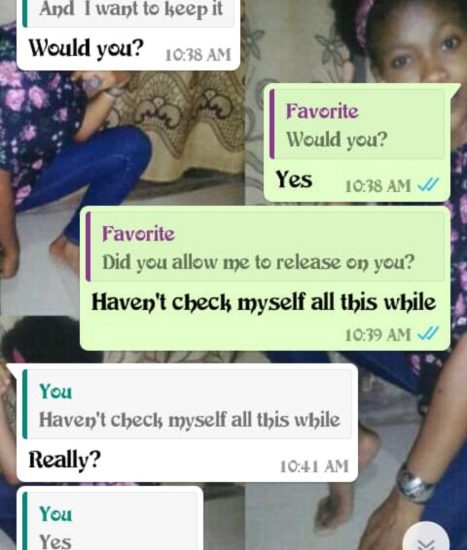 And I want to keep it
Would you? 10:38 AM
Favorite
Would you?
Yes 10:38 AM
Favorite
Did you allow me to release on you?
Haven't check myself all this while
10:39 AM
You
Haven't check myself all this while
Really? 10:41 AM
You
Yes